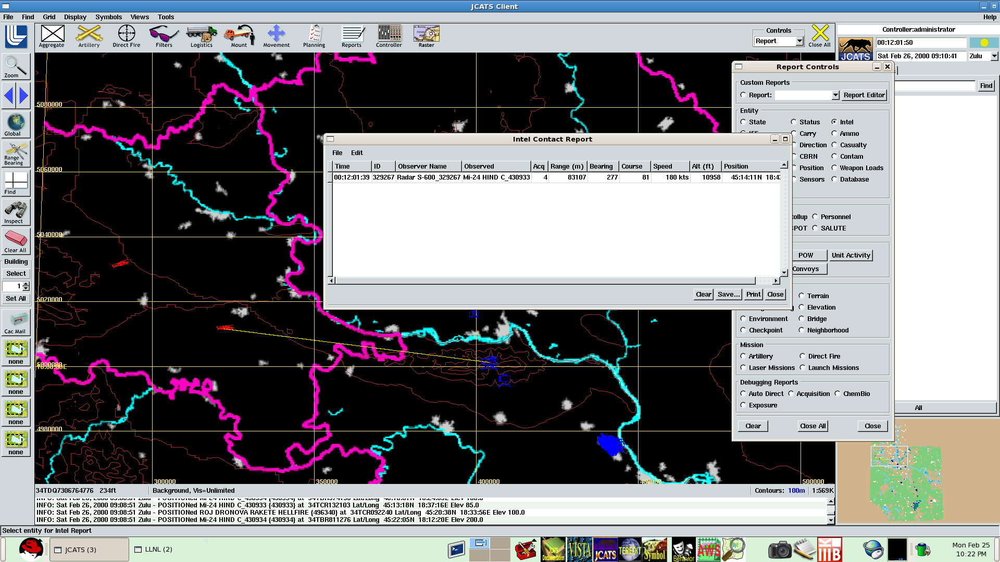 JCATS Client
File Find Grid Display Symbols Views Tools Help
Aggregate Artillery Direct Fire Filters Logistics Mount Movement Planning Reports Controller Raster
Controls
Report
Close All
Controller:administrator
JCATS
00:12:01:50
Sat Feb 26, 2000 09:10:41 Zulu
Find
Zoom
Global
Range
Bearing
Find
Inspect
Clear All
Building
Select
1
Set All
Cac Mail
none
none
none
none
5080000
5060000
5040000
5020000
5000000
4980000
300000
350000
400000
450000
500000
Report Controls
Custom Reports
Report:
Report Editor
Entity
State Status Intel
Carry Ammo
Direction Casualty
CBRN Contam
Position Weapon Loads
Sensors Database
Personnel
SALUTE
POW Unit Activity
Convoys
Terrain
Elevation
Environment Bridge
Checkpoint Neighborhood
Mission
Artillery Direct Fire
Laser Missions Launch Missions
Debugging Reports
Auto Direct Acquisition ChemBio
Exposure
Clear Close All Close
All
Intel Contact Report
File Edit
Time ID Observer Name Observed Acq Range (m) Bearing Course Speed Alt (ft) Position
00:12:01:39 329267 Radar S-600_329267 Mi-24 HIND C_430933 4 83107 277 81 180 kts 10958 45:14:11N
Clear Save... Print Close
34TDQ7306764776 234ft Background, Vis=Unlimited Contours: 100m 1:569K
INFO: Sat Feb 26, 2000 09:08:51 Zulu - POSITIONed Mi-24 HIND C_430933 {430933} at 34TCR132103 Lat/Long 45:13:18N 18:37:16E Elev 85.0
INFO: Sat Feb 26, 2000 09:08:51 Zulu - POSITIONed ROJ DRONOVA RAKETE HELLFIRE {496340} at 34TCR092240 Lat/Long 45:20:38N 18:33:56E Elev 100.0
INFO: Sat Feb 26, 2000 09:08:51 Zulu - POSITIONed Mi-24 HIND C_430934 {430934} at 34TBR811276 Lat/Long 45:22:05N 18:12:20E Elev 200.0
Select entity for Intel Report
JCATS (3)
LLNL (2)
JCATS
Documentation
VISTA
JCATS
TEREDIT
Symbol
Behavior
AWS
Mon Feb 25
10:22 PM